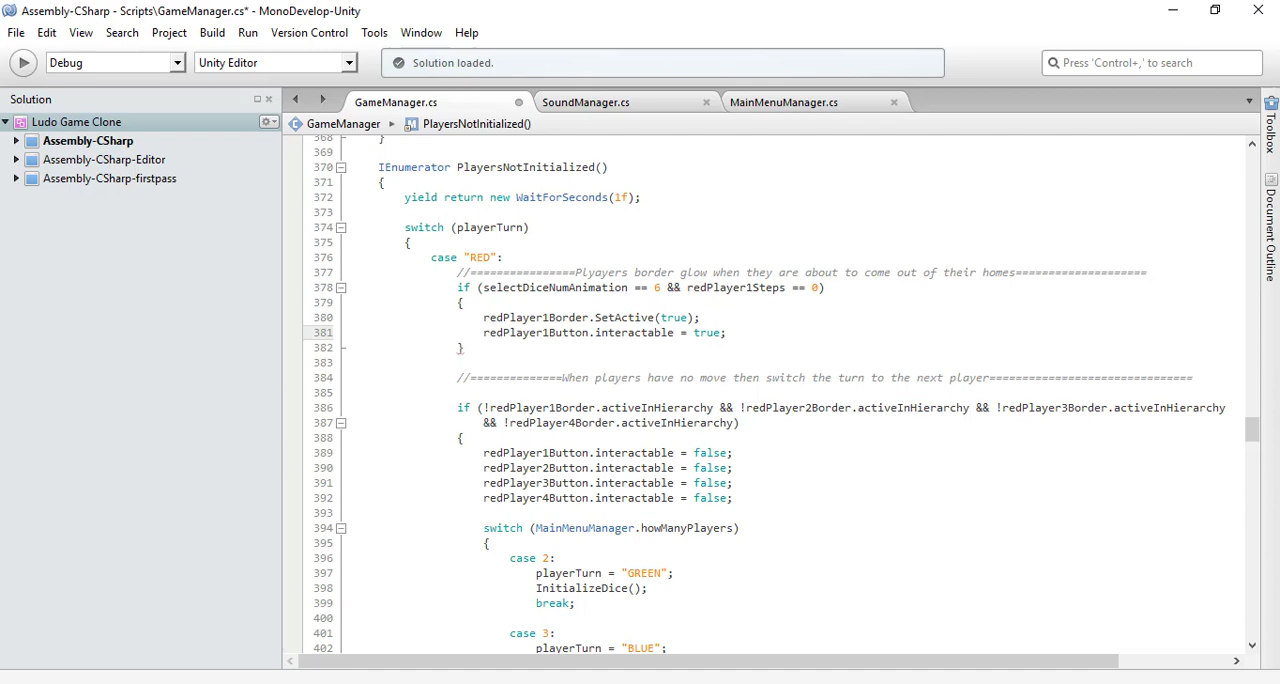 Assembly-CSharp - Scripts\GameManager.cs* - MonoDevelop-Unity
File Edit View Search Project Build Run Version Control Tools Window Help
Debug Unity Editor Solution loaded. Press 'Control+,' to search
Solution
Ludo Game Clone
Assembly-CSharp
Assembly-CSharp-Editor
Assembly-CSharp-firstpass
GameManager.cs SoundManager.cs MainMenuManager.cs
GameManager PlayersNotInitialized()
368 }
369
370 IEnumerator PlayersNotInitialized()
371 {
372 yield return new WaitForSeconds(1f);
373
374 switch (playerTurn)
375 {
376 case "RED":
377 //================Plyayers border glow when they are about to come out of their homes====================
378 if (selectDiceNumAnimation == 6 && redPlayer1Steps == 0)
379 {
380 redPlayer1Border.SetActive(true);
381 redPlayer1Button.interactable = true;
382 }
383
384 //==============When players have no move then switch the turn to the next player===============================
385
386 if (!redPlayer1Border.activeInHierarchy && !redPlayer2Border.activeInHierarchy && !redPlayer3Border.activeInHierarchy
387 && !redPlayer4Border.activeInHierarchy)
388 {
389 redPlayer1Button.interactable = false;
390 redPlayer2Button.interactable = false;
391 redPlayer3Button.interactable = false;
392 redPlayer4Button.interactable = false;
393
394 switch (MainMenuManager.howManyPlayers)
395 {
396 case 2:
397 playerTurn = "GREEN";
398 InitializeDice();
399 break;
400
401 case 3:
402 playerTurn = "BLUE";
Toolbox
Document Outline